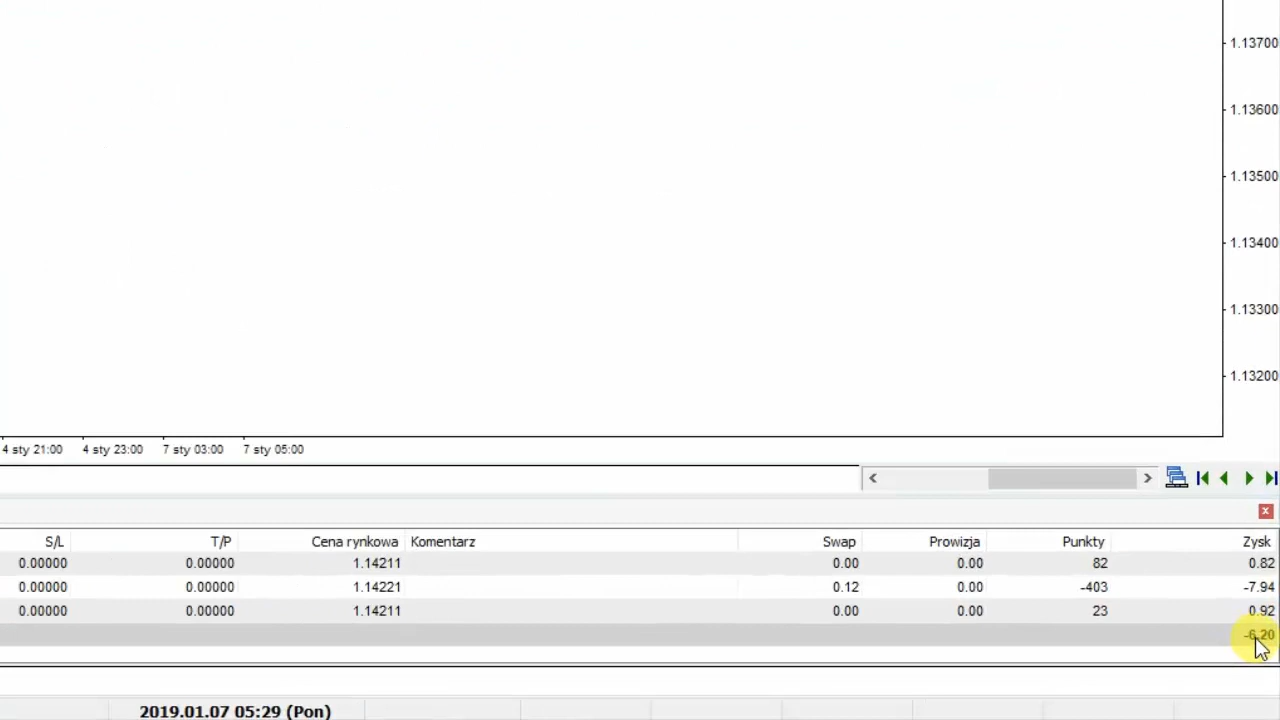 1.13700
1.13600
1.13500
1.13400
1.13300
1.13200
4 sty 21:00 4 sty 23:00 7 sty 03:00 7 sty 05:00
S/L T/P Cena rynkowa Komentarz Swap Prowizja Punkty Zysk
0.00000 0.00000 1.14211 0.00 0.00 82 0.82
0.00000 0.00000 1.14221 0.12 0.00 -403 -7.94
0.00000 0.00000 1.14211 0.00 0.00 23 0.92
-6.20
2019.01.07 05:29 (Pon)